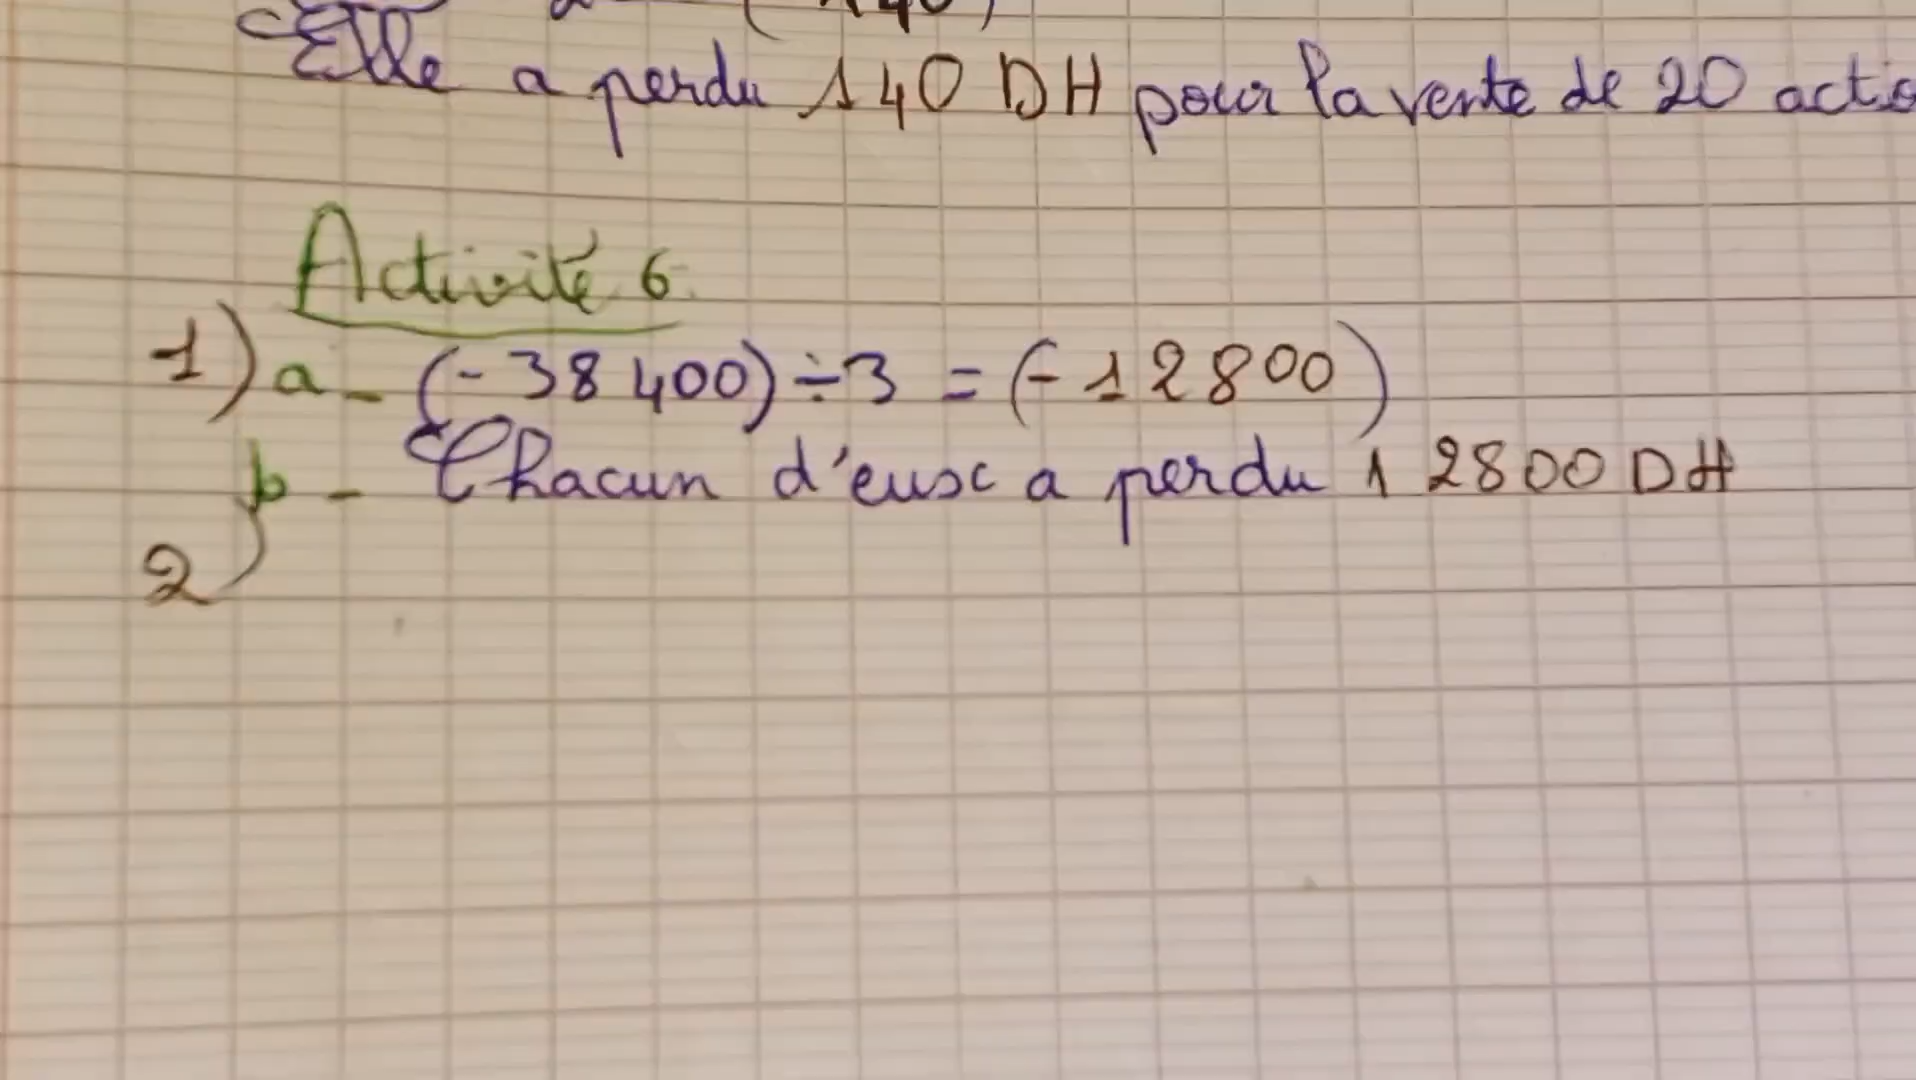 (140)
Elle a perdu 140 DH pour la vente de 20 actio
Activité 6
1) a - (- 38 400) ÷ 3 = (- 12800)
b - Chacun d'eux a perdu 12800 DH
2)